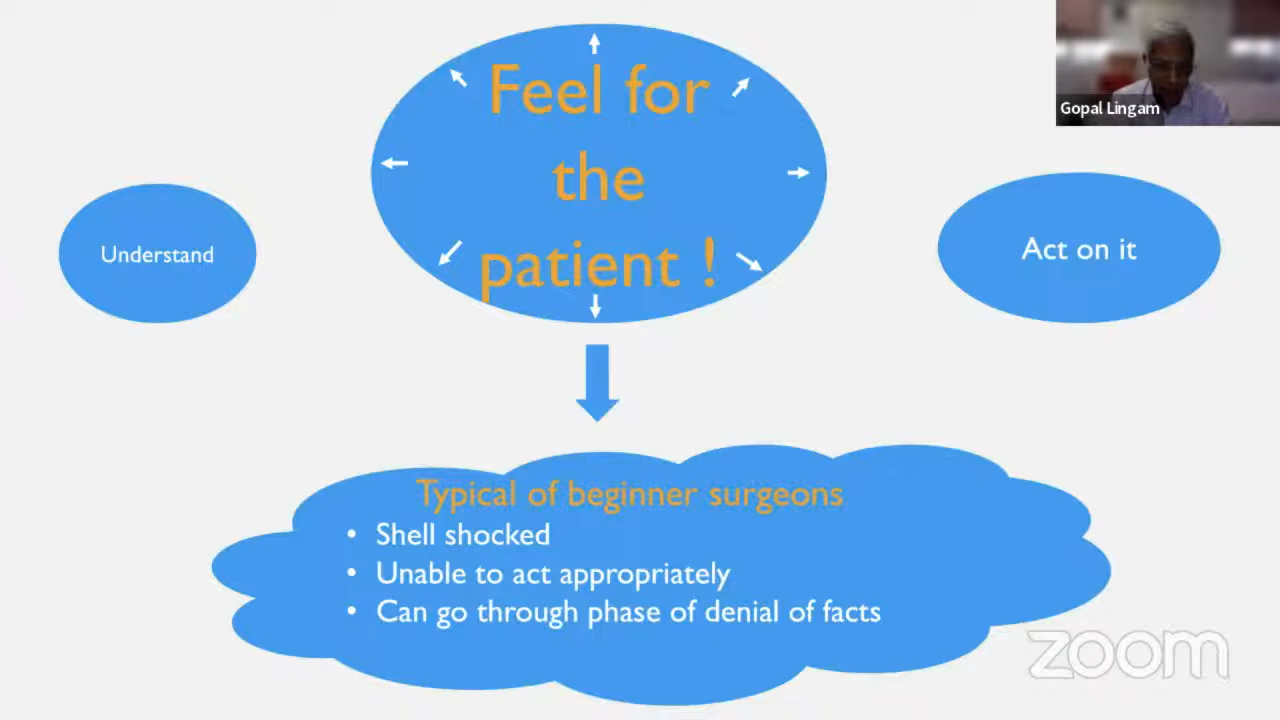 Feel for
the
patient !
Gopal Lingam
Understand
Act on it
Typical of beginner surgeons
• Shell shocked
• Unable to act appropriately
• Can go through phase of denial of facts
zoom